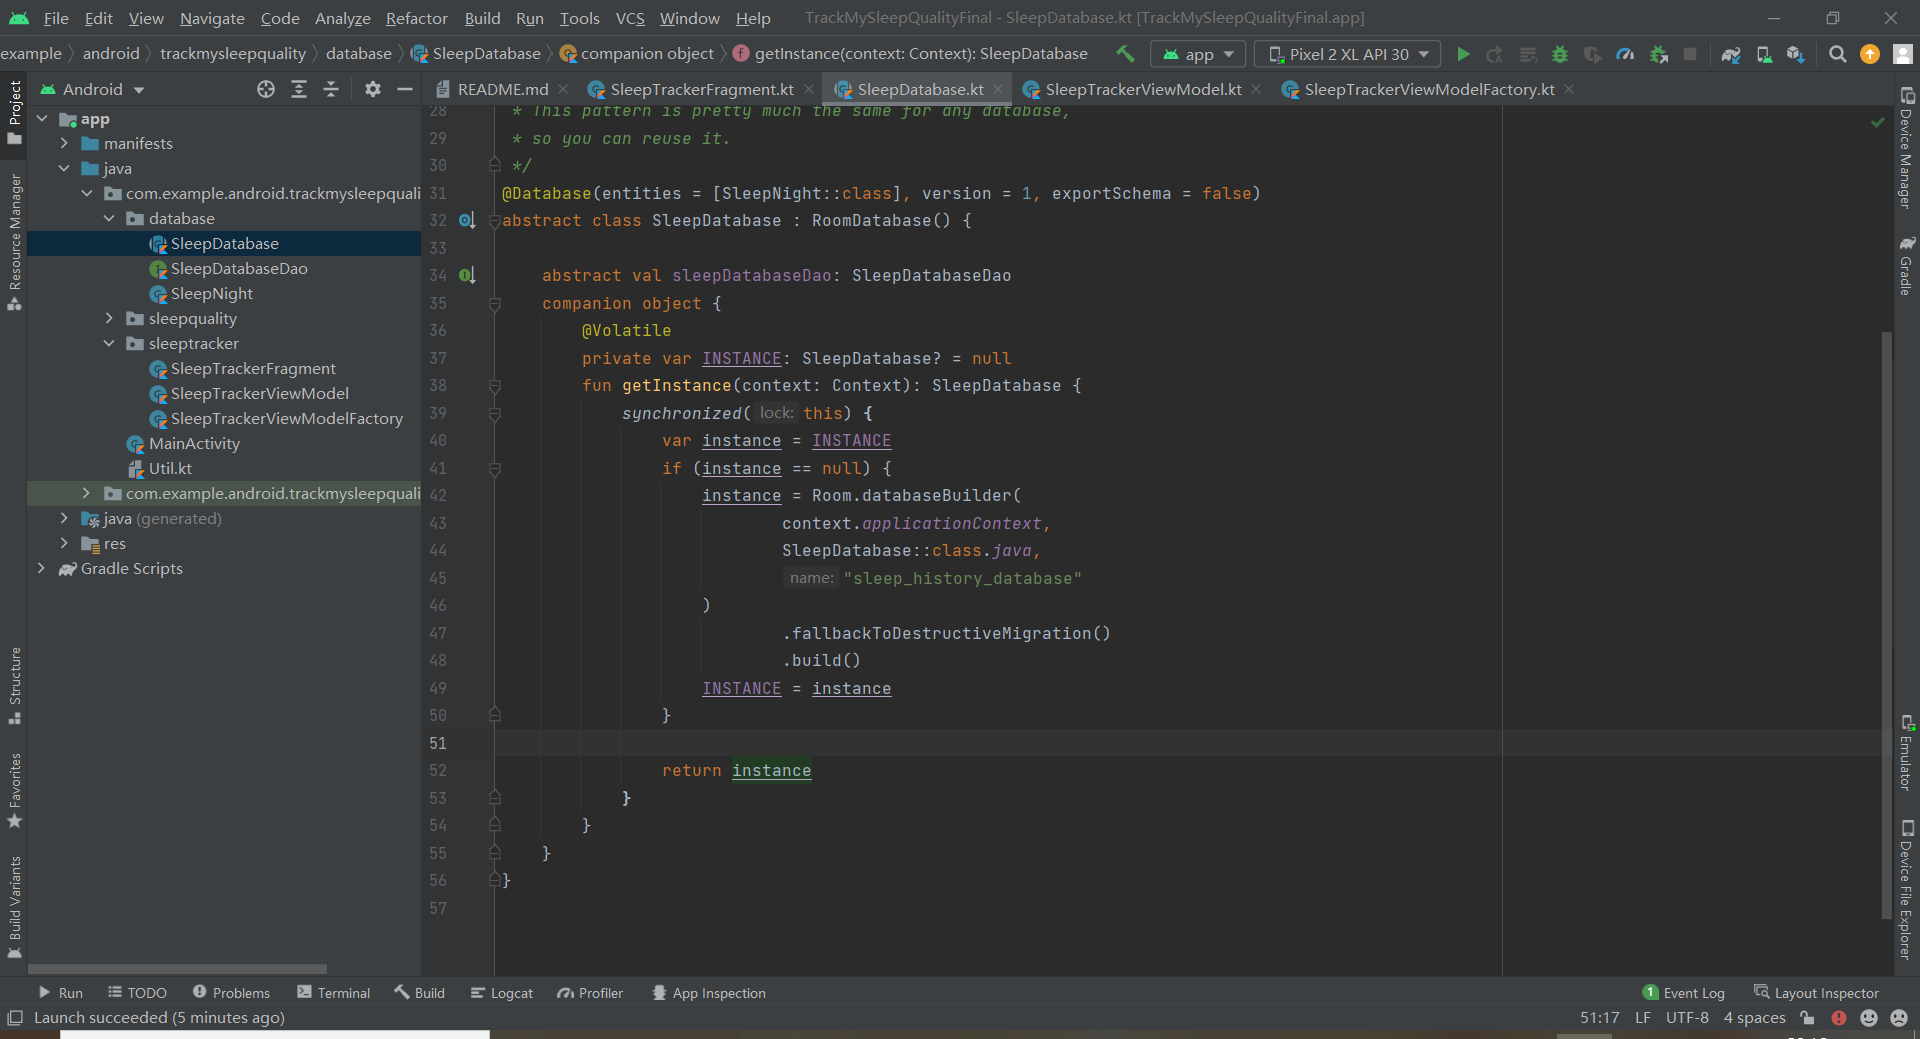 File Edit View Navigate Code Analyze Refactor Build Run Tools VCS Window Help TrackMySleepQualityFinal - SleepDatabase.kt [TrackMySleepQualityFinal.app]
example android trackmysleepquality database SleepDatabase companion object getInstance(context: Context): SleepDatabase app Pixel 2 XL API 30
Android README.md SleepTrackerFragment.kt SleepDatabase.kt SleepTrackerViewModel.kt SleepTrackerViewModelFactory.kt
Project
Resource Manager
Structure
Favorites
Build Variants
app
manifests
java
com.example.android.trackmysleepquali
database
SleepDatabase
SleepDatabaseDao
SleepNight
sleepquality
sleeptracker
SleepTrackerFragment
SleepTrackerViewModel
SleepTrackerViewModelFactory
MainActivity
Util.kt
com.example.android.trackmysleepquali
java (generated)
res
Gradle Scripts
28 * This pattern is pretty much the same for any database,
29 * so you can reuse it.
30 */
31 @Database(entities = [SleepNight::class], version = 1, exportSchema = false)
32 abstract class SleepDatabase : RoomDatabase() {
33
34 abstract val sleepDatabaseDao: SleepDatabaseDao
35 companion object {
36 @Volatile
37 private var INSTANCE: SleepDatabase? = null
38 fun getInstance(context: Context): SleepDatabase {
39 synchronized( lock: this) {
40 var instance = INSTANCE
41 if (instance == null) {
42 instance = Room.databaseBuilder(
43 context.applicationContext,
44 SleepDatabase::class.java,
45 name: "sleep_history_database"
46 )
47 .fallbackToDestructiveMigration()
48 .build()
49 INSTANCE = instance
50 }
51
52 return instance
53 }
54 }
55 }
56 }
57
Device Manager
Gradle
Emulator
Device File Explorer
Run TODO Problems Terminal Build Logcat Profiler App Inspection 1 Event Log Layout Inspector
Launch succeeded (5 minutes ago) 51:17 LF UTF-8 4 spaces